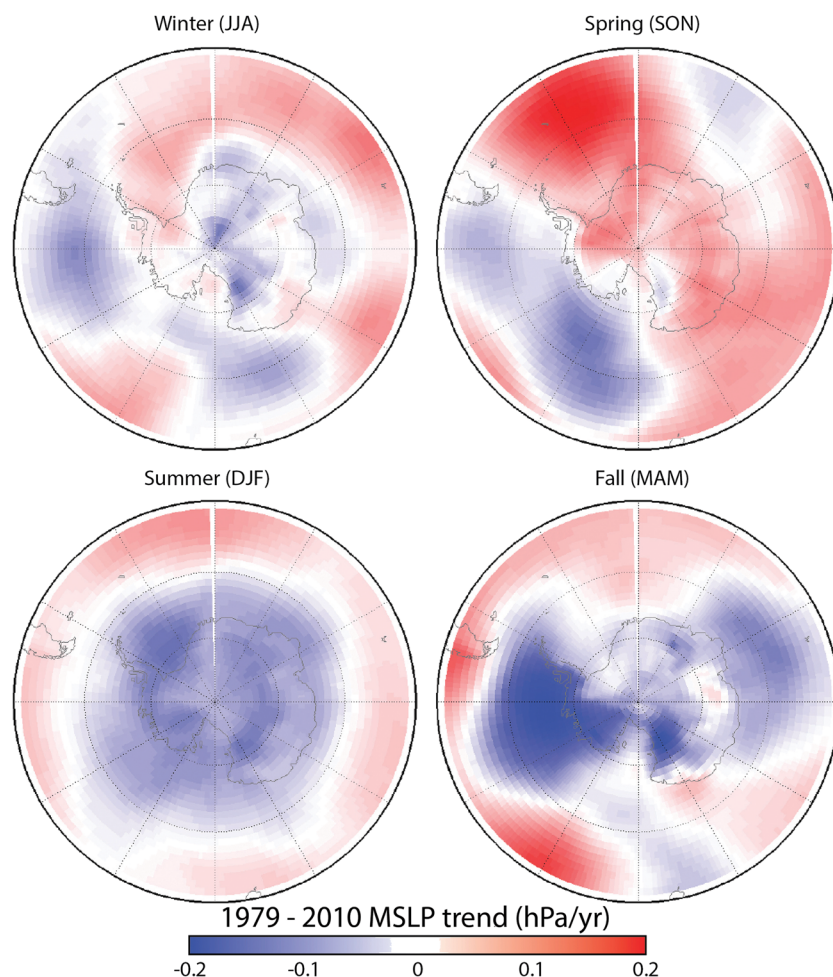 Winter (JJA)
Spring (SON)
Summer (DJF)
Fall (MAM)
1979 - 2010 MSLP trend (hPa/yr)
-0.2 -0.1 0 0.1 0.2